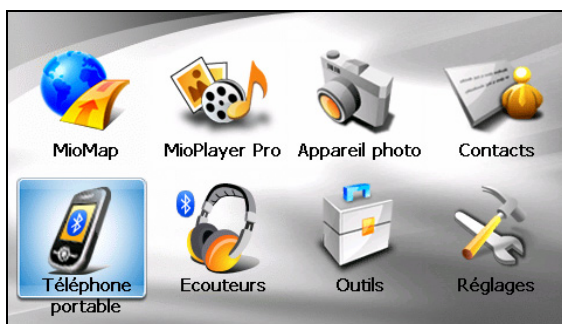 MioMap
MioPlayer Pro
Appareil photo
Contacts
Téléphone
portable
Ecouteurs
Outils
Réglages